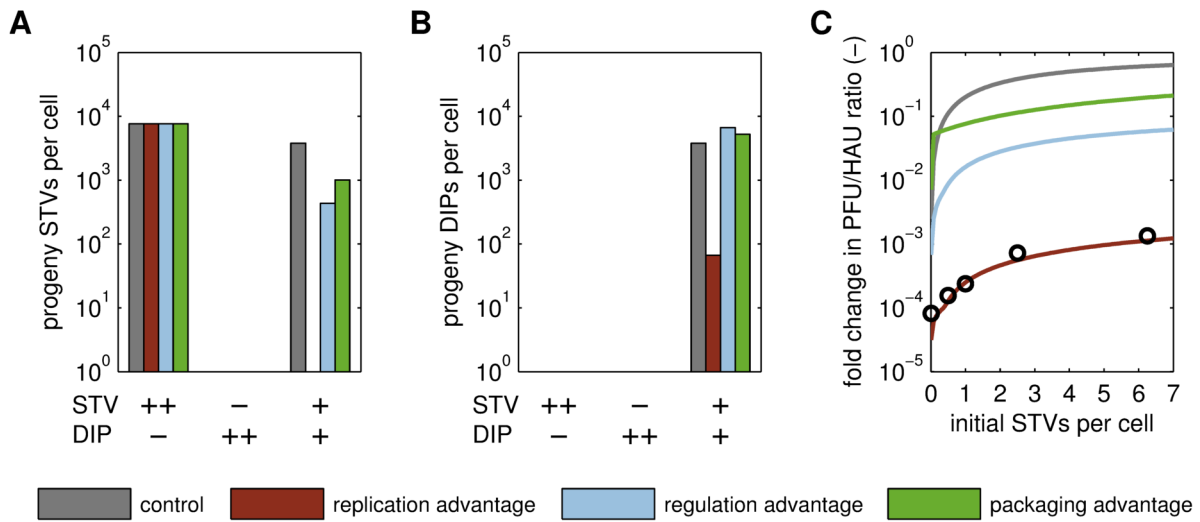 A
progeny STVs per cell
10^5
10^4
10^3
10^2
10^1
10^0
STV ++ − +
DIP − ++ +
B
progeny DIPs per cell
10^5
10^4
10^3
10^2
10^1
10^0
STV ++ − +
DIP − ++ +
C
fold change in PFU/HAU ratio (−)
10^0
10^−1
10^−2
10^−3
10^−4
10^−5
0 1 2 3 4 5 6 7
initial STVs per cell
control
replication advantage
regulation advantage
packaging advantage